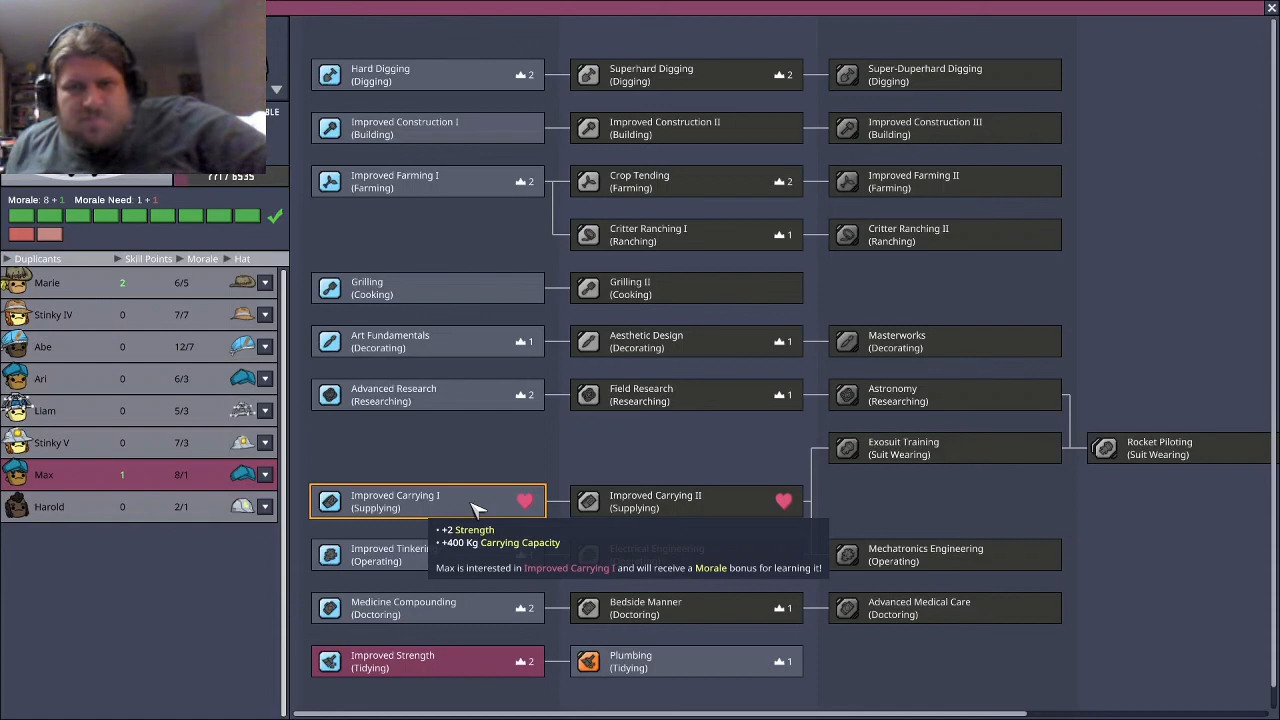 Hard Digging
(Digging)
2
Superhard Digging
(Digging)
2
Super-Duperhard Digging
(Digging)
Improved Construction I
(Building)
Improved Construction II
(Building)
Improved Construction III
(Building)
Improved Farming I
(Farming)
2
Crop Tending
(Farming)
2
Improved Farming II
(Farming)
Morale: 8 + 1 Morale Need: 1 + 1
Critter Ranching I
(Ranching)
1
Critter Ranching II
(Ranching)
Duplicants Skill Points Morale Hat
Marie 2 6/5
Stinky IV 0 7/7
Abe 0 12/7
Ari 0 6/3
Liam 0 5/3
Stinky V 0 7/3
Max 1 8/1
Harold 0 2/1
Grilling
(Cooking)
Grilling II
(Cooking)
Art Fundamentals
(Decorating)
1
Aesthetic Design
(Decorating)
1
Masterworks
(Decorating)
Advanced Research
(Researching)
2
Field Research
(Researching)
1
Astronomy
(Researching)
Exosuit Training
(Suit Wearing)
Rocket Piloting
(Suit Wearing)
Improved Carrying I
(Supplying)
Improved Carrying II
(Supplying)
• +2 Strength
• +400 Kg Carrying Capacity
Max is interested in Improved Carrying I and will receive a Morale bonus for learning it!
Improved Tinkering
(Operating)
Electrical Engineering
Mechatronics Engineering
(Operating)
Medicine Compounding
(Doctoring)
2
Bedside Manner
(Doctoring)
1
Advanced Medical Care
(Doctoring)
Improved Strength
(Tidying)
2
Plumbing
(Tidying)
1